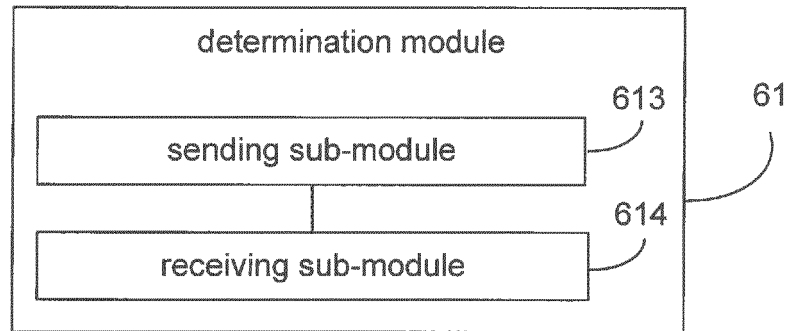 determination module
613
61
sending sub-module
614
receiving sub-module